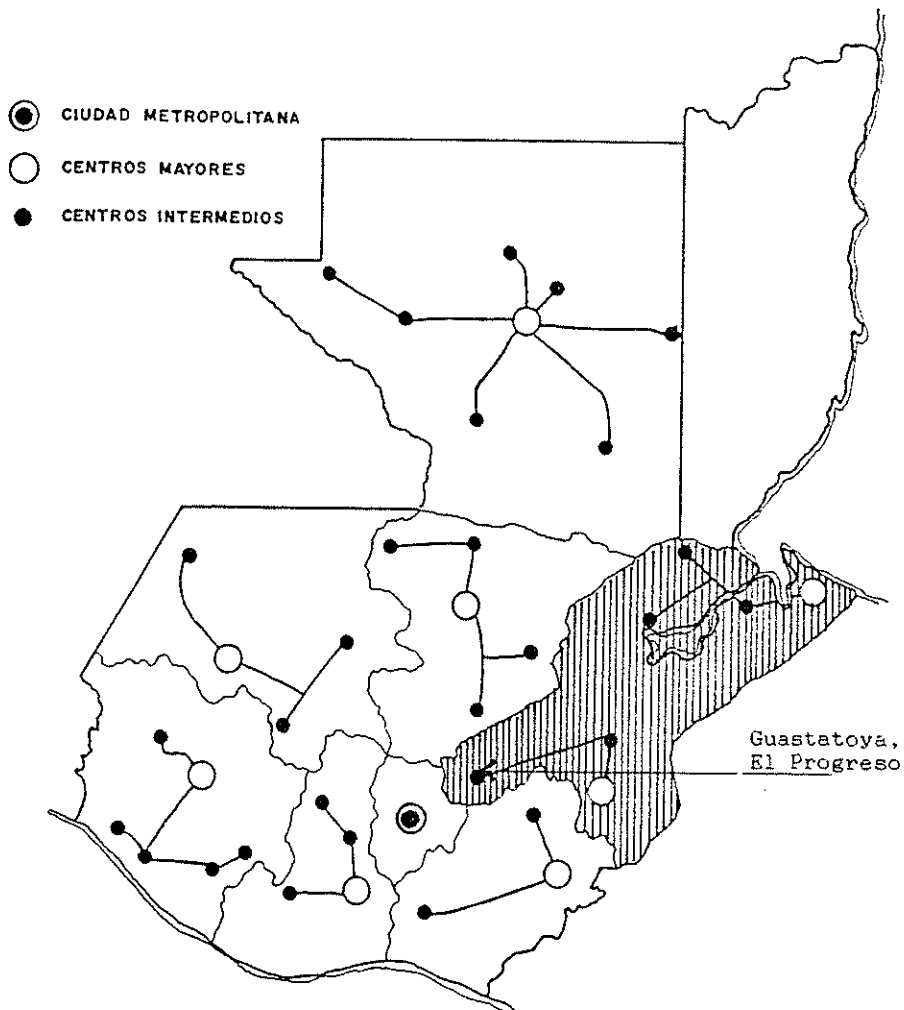 CIUDAD METROPOLITANA
CENTROS MAYORES
CENTROS INTERMEDIOS
Guastatoya,
El Progreso